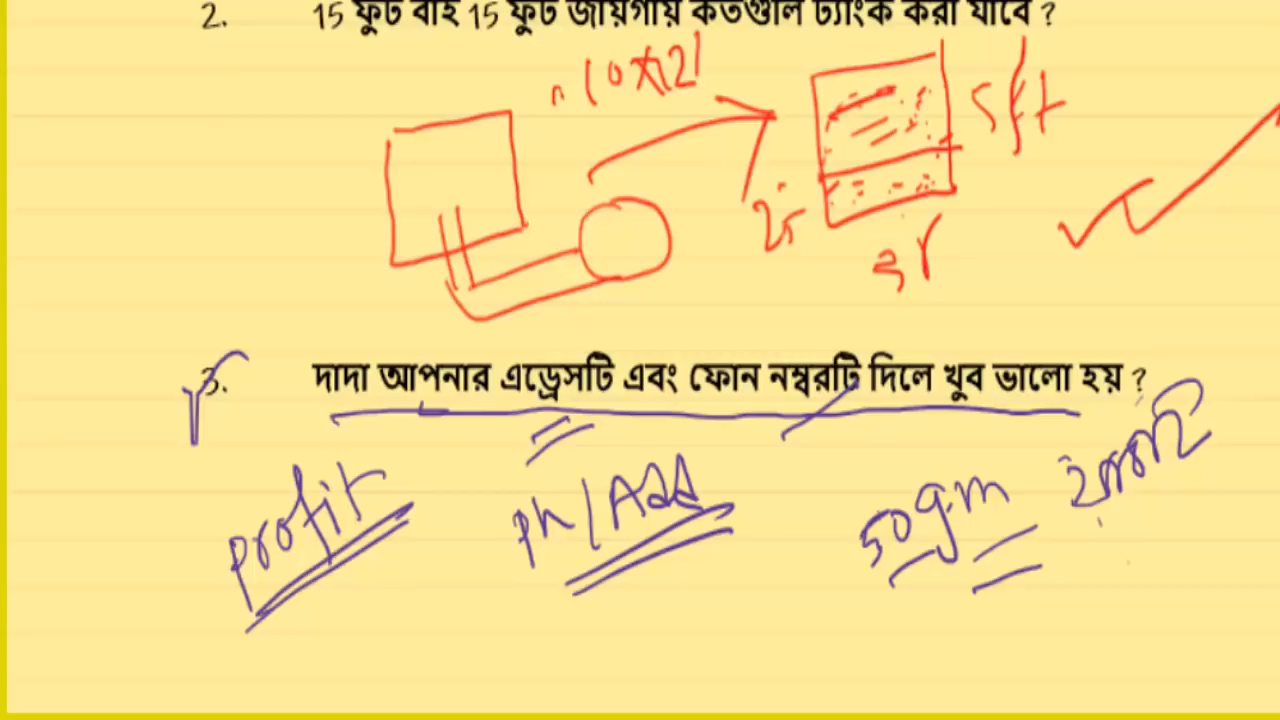 2. 15 ফুট বাই 15 ফুট জায়গায় কতগুলি ট্যাংক করা যাবে ?
10X12
5ft
3. দাদা আপনার এড্রেসটি এবং ফোন নম্বরটি দিলে খুব ভালো হয় ?
profit Ph/Add 50gm